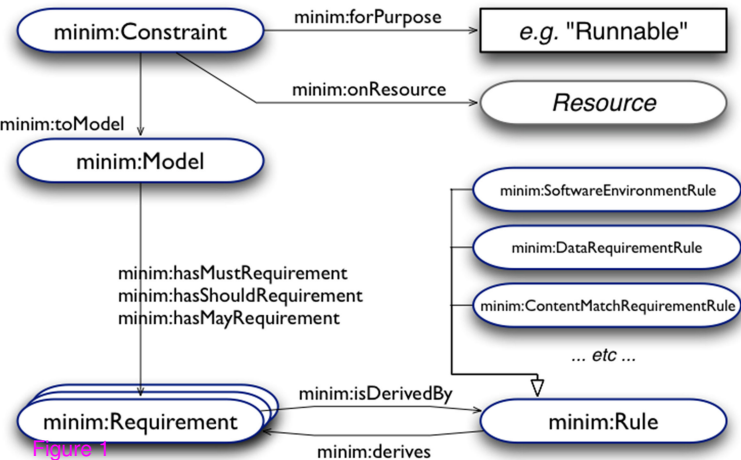 minim:Constraint
minim:forPurpose
e.g. "Runnable"
minim:onResource
Resource
minim:toModel
minim:Model
minim:SoftwareEnvironmentRule
minim:DataRequirementRule
minim:hasMustRequirement
minim:hasShouldRequirement
minim:hasMayRequirement
minim:ContentMatchRequirementRule
... etc ...
minim:isDerivedBy
minim:Requirement
minim:Rule
minim:derives
Figure 1